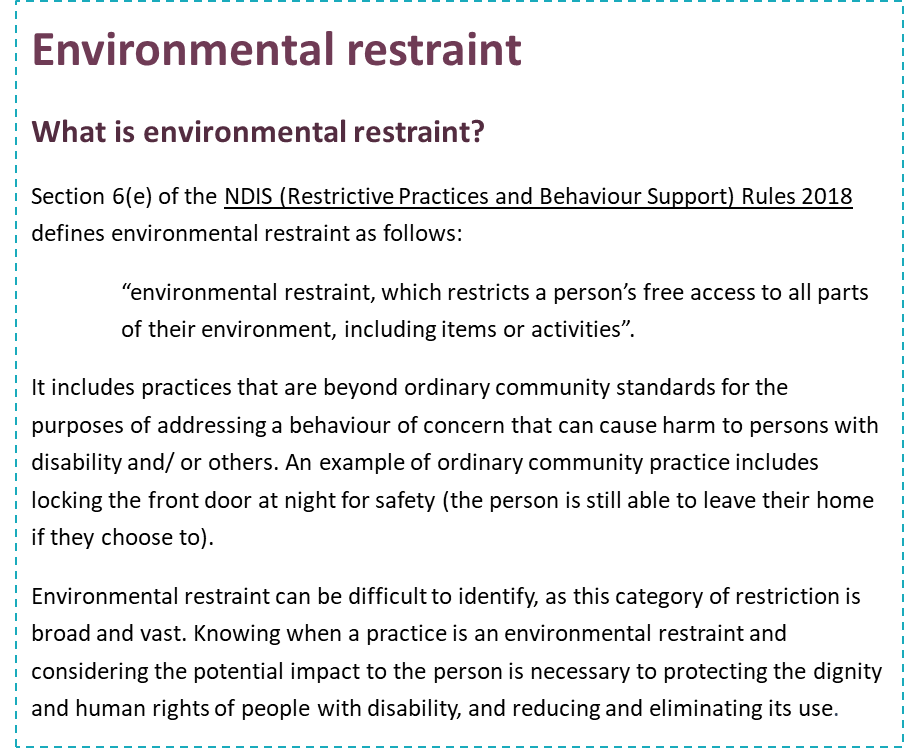 Environmental restraint
What is environmental restraint?
Section 6(e) of the NDIS (Restrictive Practices and Behaviour Support) Rules 2018
defines environmental restraint as follows:
“environmental restraint, which restricts a person’s free access to all parts
of their environment, including items or activities”.
It includes practices that are beyond ordinary community standards for the
purposes of addressing a behaviour of concern that can cause harm to persons with
disability and/ or others. An example of ordinary community practice includes
locking the front door at night for safety (the person is still able to leave their home
if they choose to).
Environmental restraint can be difficult to identify, as this category of restriction is
broad and vast. Knowing when a practice is an environmental restraint and
considering the potential impact to the person is necessary to protecting the dignity
and human rights of people with disability, and reducing and eliminating its use.